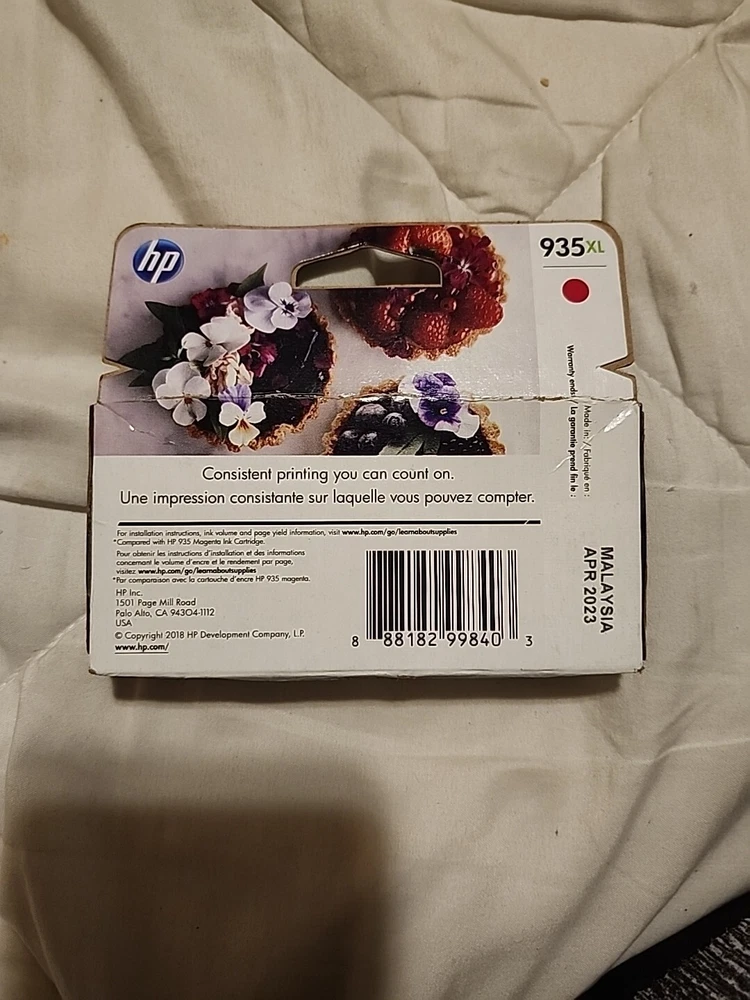 hp
935XL
Consistent printing you can count on.
Une impression consistante sur laquelle vous pouvez compter.
For installation instructions, ink volume and page yield information, visit www.hp.com/go/learnaboutsupplies
*Compared with HP 935 Magenta Ink Cartridge.
Pour obtenir les instructions d'installation et des informations
concernant le volume d'encre et le rendement par page,
visitez www.hp.com/go/learnaboutsupplies
*Par comparaison avec la cartouche d'encre HP 935 magenta.
HP Inc.
1501 Page Mill Road
Palo Alto, CA 94304-1112
USA
© Copyright 2018 HP Development Company, L.P.
www.hp.com/
8 88182 99840 3
Made in: / Fabriqué en :
Warranty ends: / La garantie prend fin le :
MALAYSIA
APR 2023